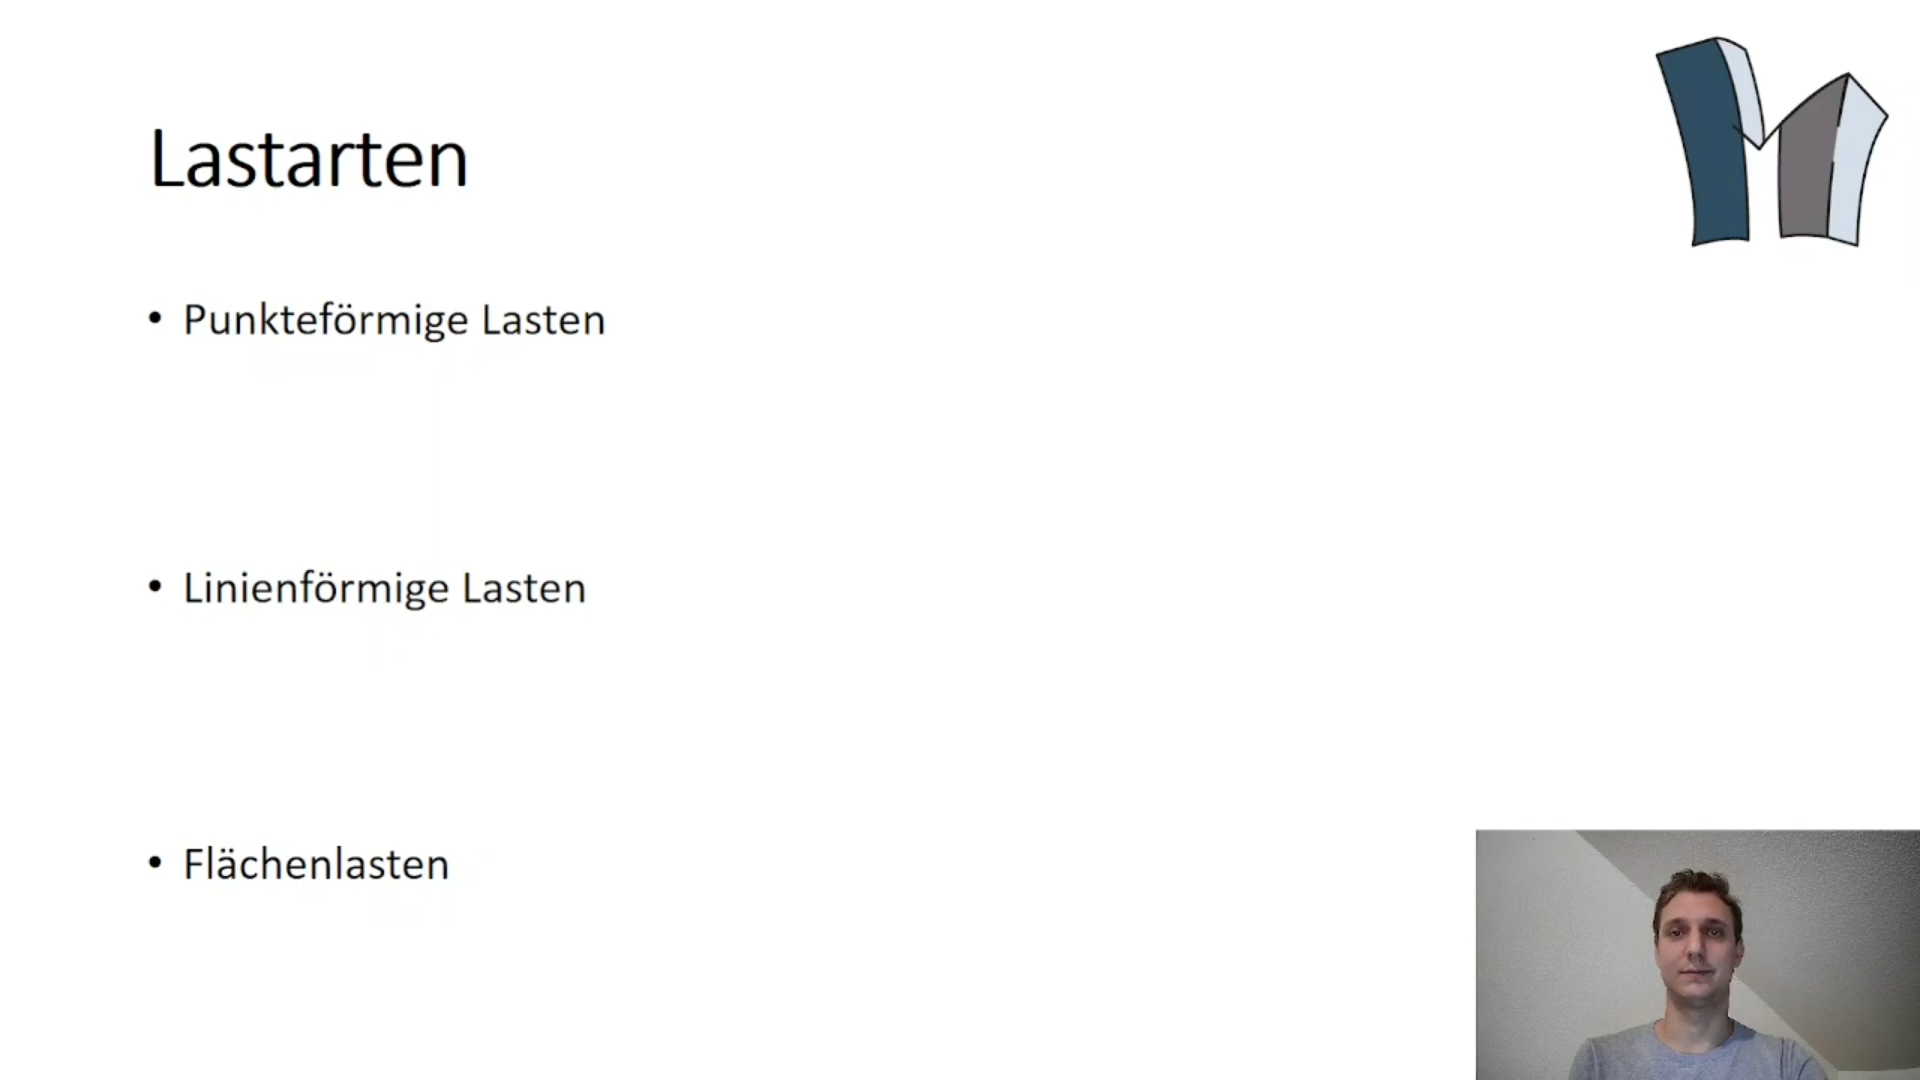 Lastarten
• Punkteförmige Lasten
• Linienförmige Lasten
• Flächenlasten